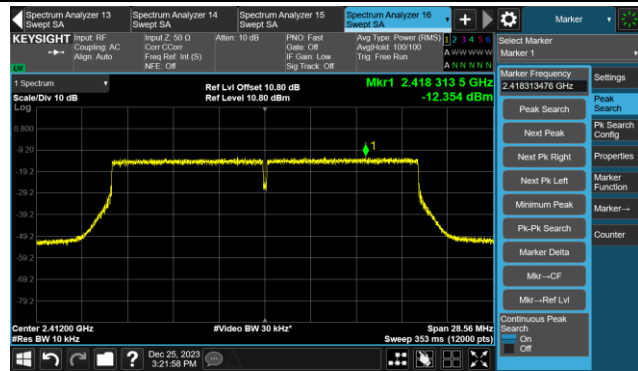 Spectrum Analyzer 13
Swept SA
Spectrum Analyzer 14
Swept SA
Spectrum Analyzer 15
Swept SA
Spectrum Analyzer 16
Swept SA
Marker
KEYSIGHT
Input: RF
Coupling: AC
Align: Auto
Input Z: 50 Ω
Corr CCorr
Freq Ref: Int (S)
NFE: Off
Atten: 10 dB
PNO: Fast
Gate: Off
IF Gain: Low
Sig Track: Off
Avg Type: Power (RMS)
Avg|Hold: 100/100
Trig: Free Run
1 2 3 4 5 6
A W W W W W
A N N N N N
LXI
Select Marker
Marker 1
1 Spectrum
Scale/Div 10 dB
Ref Lvl Offset 10.80 dB
Ref Level 10.80 dBm
Mkr1 2.418 313 5 GHz
-12.354 dBm
Log
0.800
-9.20
-19.2
-29.2
-39.2
-49.2
-59.2
-69.2
-79.2
1
Center 2.41200 GHz
#Res BW 10 kHz
#Video BW 30 kHz*
Span 28.56 MHz
Sweep 353 ms (12000 pts)
Marker Frequency
2.418313476 GHz
Peak Search
Next Peak
Next Pk Right
Next Pk Left
Minimum Peak
Pk-Pk Search
Marker Delta
Mkr→CF
Mkr→Ref Lvl
Continuous Peak
Search
On
Off
Settings
Peak
Search
Pk Search
Config
Properties
Marker
Function
Marker→
Counter
?
Dec 25, 2023
3:21:58 PM